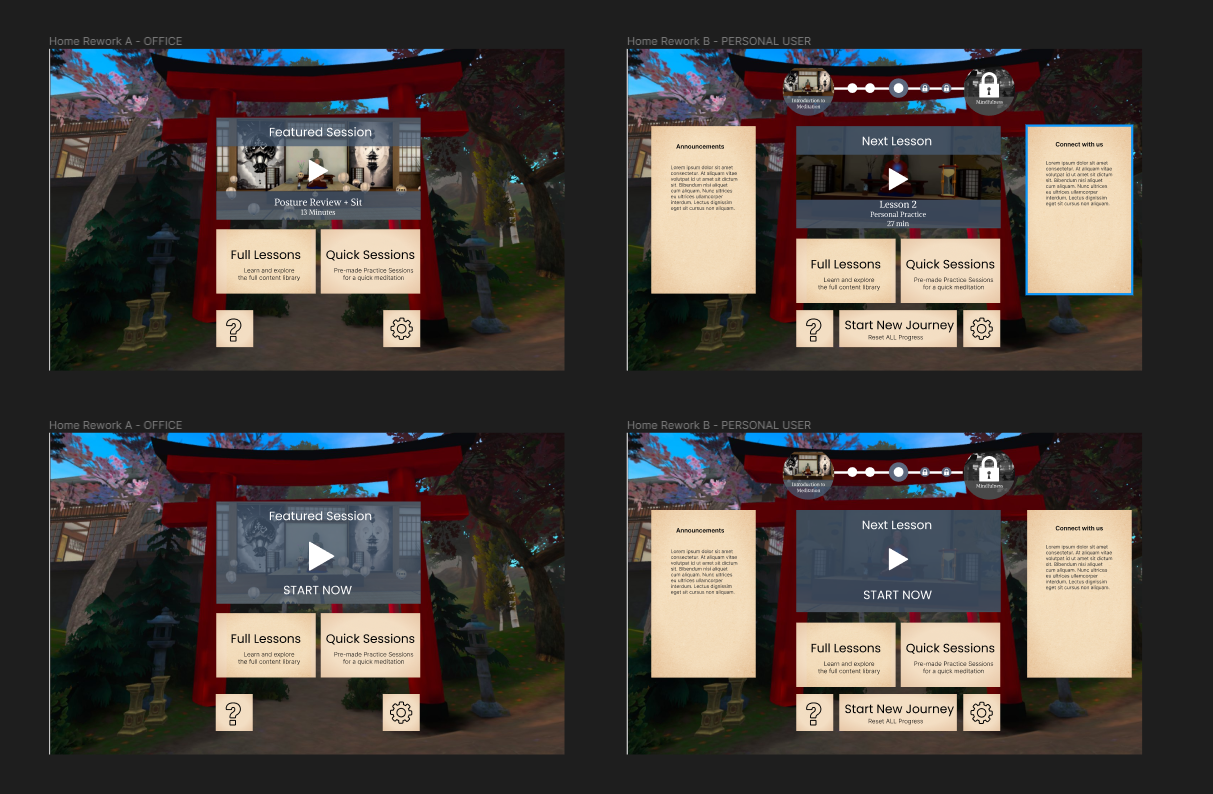 Home Rework A - OFFICE
Featured Session
Posture Review + Sit
13 Minutes
Full Lessons
Learn and explore
the full content library
Quick Sessions
Pre-made Practice Sessions
for a quick meditation
?
Home Rework B - PERSONAL USER
Introduction to
Meditation
Mindfulness
Announcements
Lorem ipsum dolor sit amet
consectetur. At aliquam vitae
volutpat id ut amet sit dictum
sit. Bibendum nisi aliquet
cum aliquam. Nunc ultrices
eu ultrices ullamcorper
interdum. Lectus dignissim
eget sit cursus non aliquam.
Next Lesson
Lesson 2
Personal Practice
27 min
Connect with us
Lorem ipsum dolor sit amet
consectetur. At aliquam vitae
volutpat id ut amet sit dictum
sit. Bibendum nisi aliquet
cum aliquam. Nunc ultrices
eu ultrices ullamcorper
interdum. Lectus dignissim
eget sit cursus non aliquam.
Full Lessons
Learn and explore
the full content library
Quick Sessions
Pre-made Practice Sessions
for a quick meditation
?
Start New Journey
Reset ALL Progress
Home Rework A - OFFICE
Featured Session
START NOW
Full Lessons
Learn and explore
the full content library
Quick Sessions
Pre-made Practice Sessions
for a quick meditation
?
Home Rework B - PERSONAL USER
Introduction to
Meditation
Mindfulness
Announcements
Lorem ipsum dolor sit amet
consectetur. At aliquam vitae
volutpat id ut amet sit dictum
sit. Bibendum nisi aliquet
cum aliquam. Nunc ultrices
eu ultrices ullamcorper
interdum. Lectus dignissim
eget sit cursus non aliquam.
Next Lesson
START NOW
Connect with us
Lorem ipsum dolor sit amet
consectetur. At aliquam vitae
volutpat id ut amet sit dictum
sit. Bibendum nisi aliquet
cum aliquam. Nunc ultrices
eu ultrices ullamcorper
interdum. Lectus dignissim
eget sit cursus non aliquam.
Full Lessons
Learn and explore
the full content library
Quick Sessions
Pre-made Practice Sessions
for a quick meditation
?
Start New Journey
Reset ALL Progress